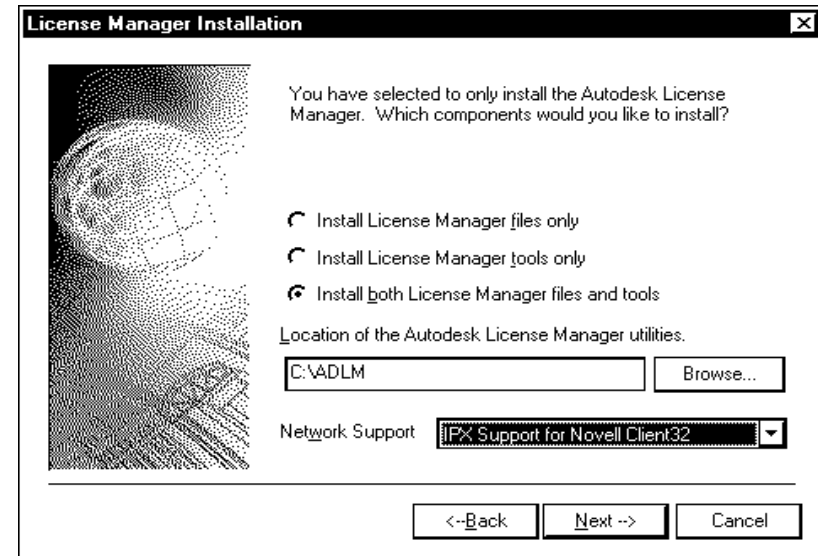 License Manager Installation
You have selected to only install the Autodesk License
Manager.  Which components would you like to install?
Install License Manager files only
Install License Manager tools only
Install both License Manager files and tools
Location of the Autodesk License Manager utilities.
C:\ADLM
Browse...
Network Support
IPX Support for Novell Client32
<--Back
Next -->
Cancel